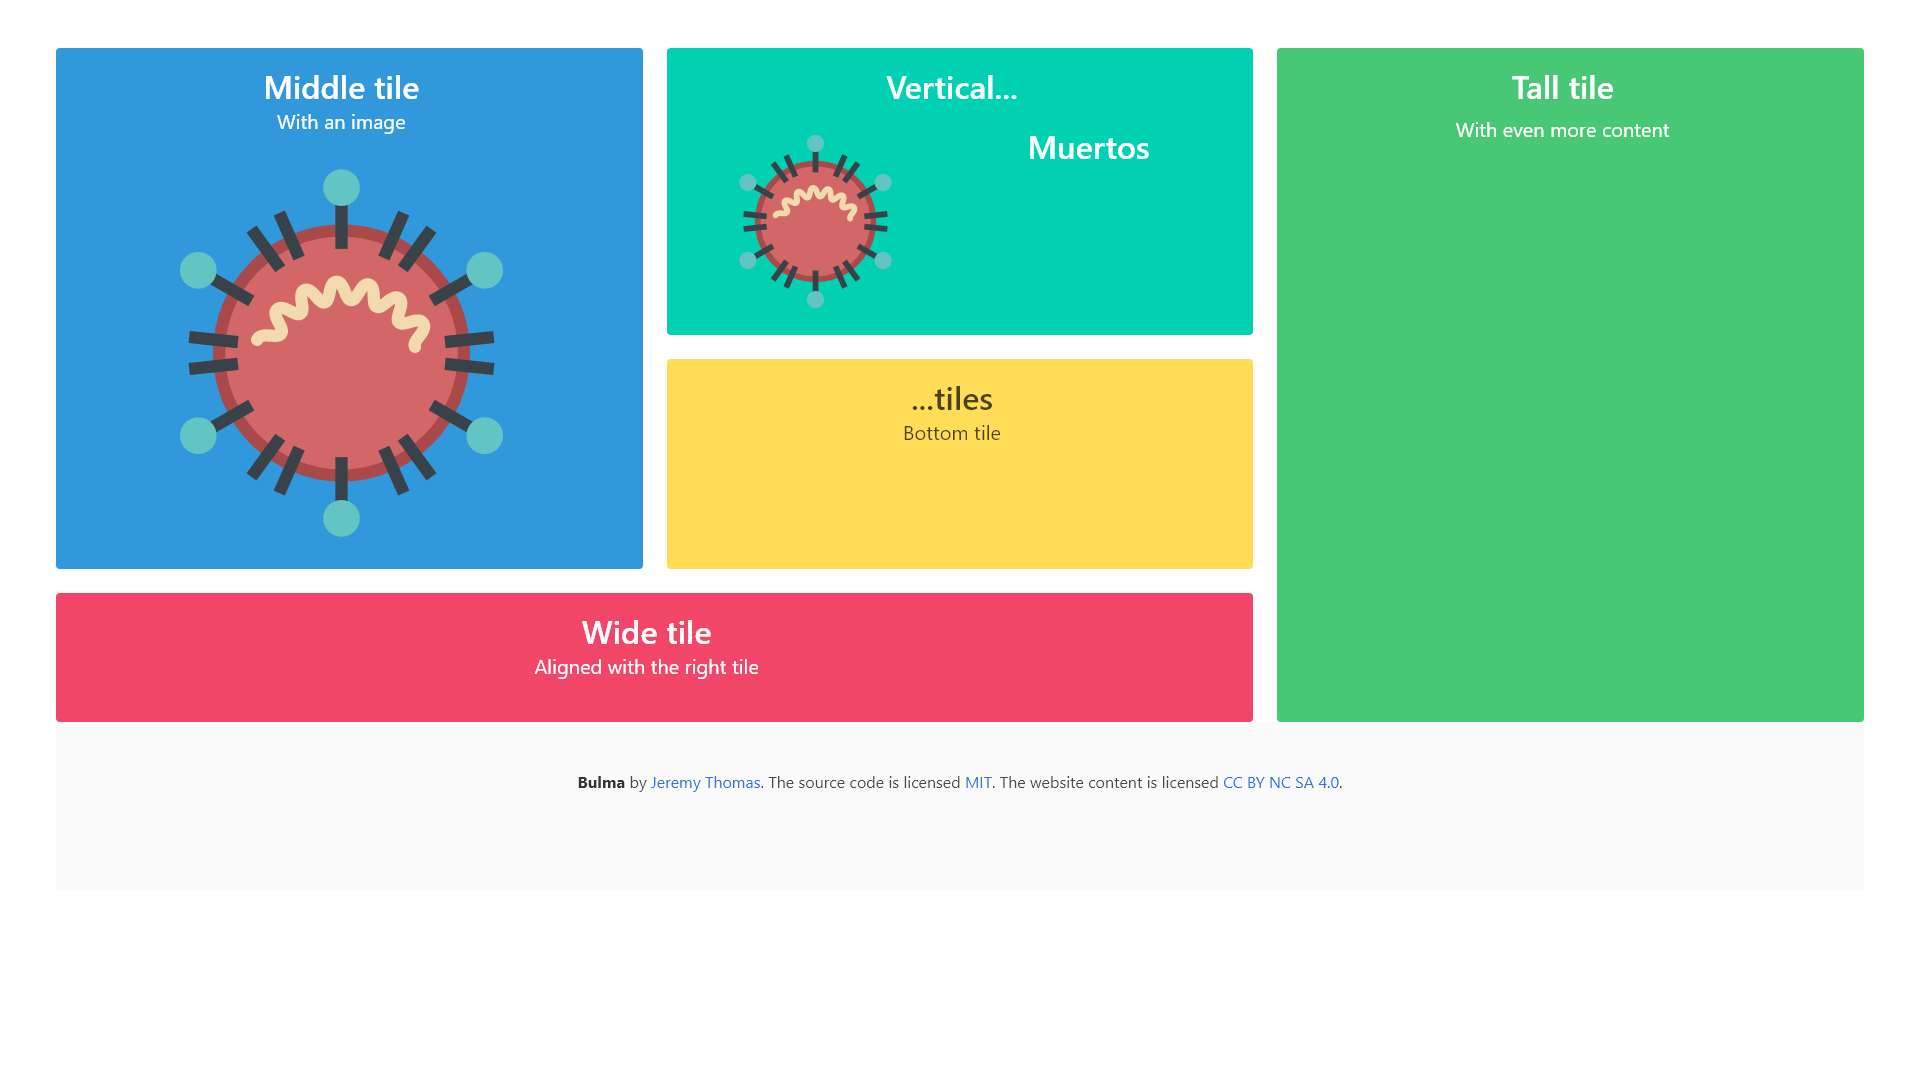 Middle tile
With an image
Vertical...
Muertos
...tiles
Bottom tile
Wide tile
Aligned with the right tile
Tall tile
With even more content
Bulma by Jeremy Thomas. The source code is licensed MIT. The website content is licensed CC BY NC SA 4.0.